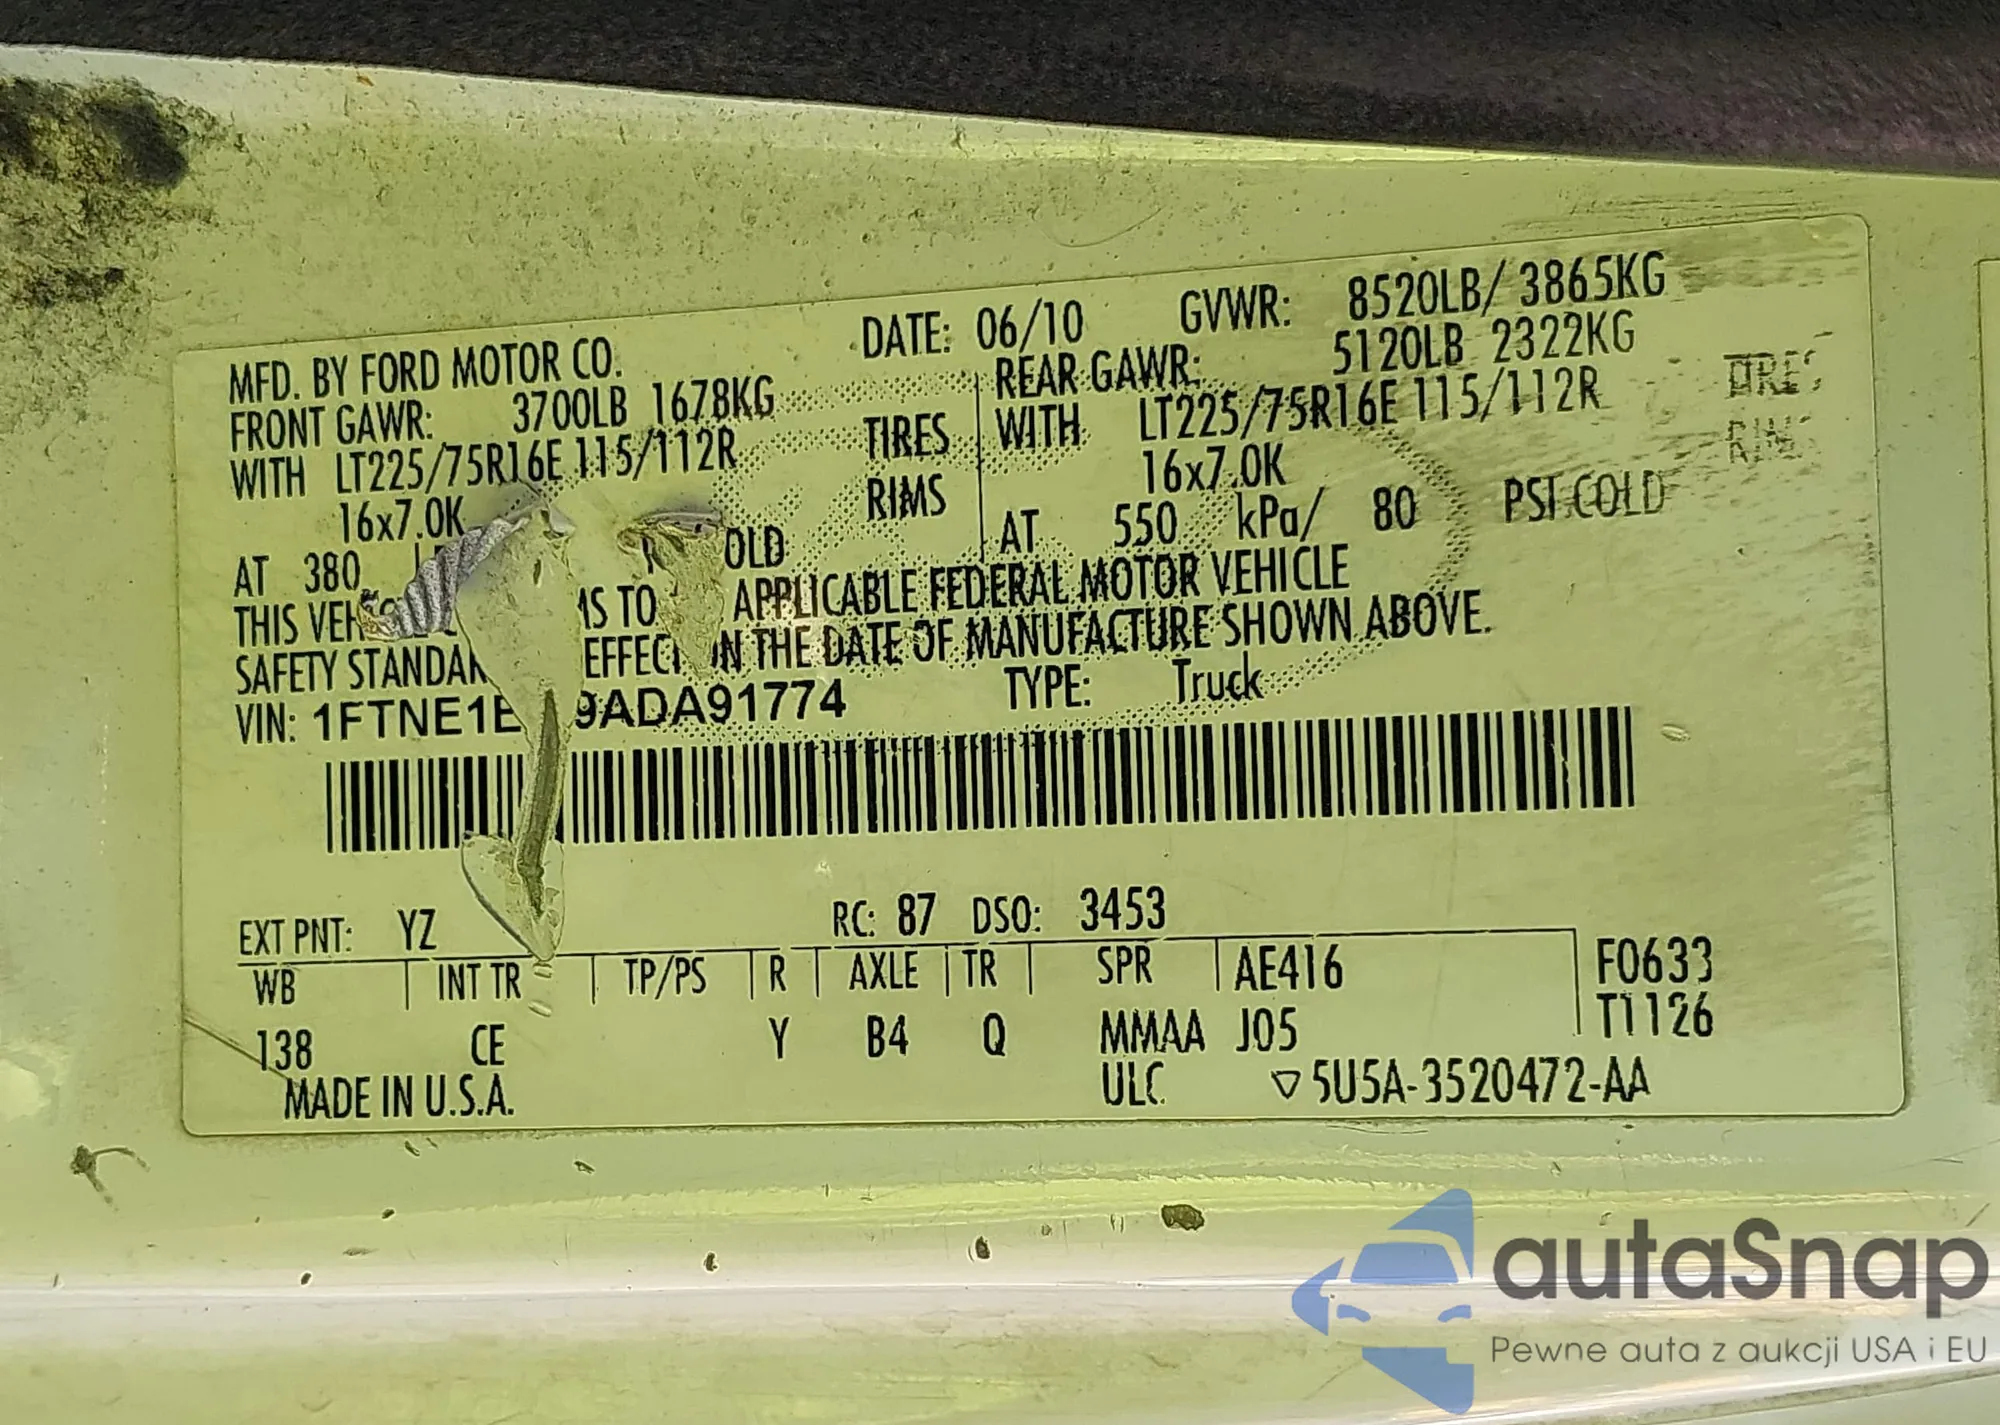 MFD. BY FORD MOTOR CO. DATE: 06/10 GVWR: 8520LB/ 3865KG
FRONT GAWR: 3700LB 1678KG REAR GAWR: 5120LB 2322KG
WITH LT225/75R16E 115/112R TIRES WITH LT225/75R16E 115/112R TIRES
16x7.0K RIMS 16x7.0K
AT 380 AT 550 kPa/ 80 PSI COLD
THIS TO APPLICABLE FEDERAL MOTOR VEHICLE
SAFETY EFFECT IN THE DATE OF MANUFACTURE SHOWN ABOVE.
VIN: 1FTNE1E 9ADA91774 TYPE: Truck
EXT PNT: YZ RC: 87 DSO: 3453
WB INT TR TP/PS R AXLE TR SPR AE416 F0633
138 CE Y B4 Q MMAA J05 T1126
MADE IN U.S.A. ULC 5U5A-3520472-AA
autaSnap
Pewne auta z aukcji USA i EU